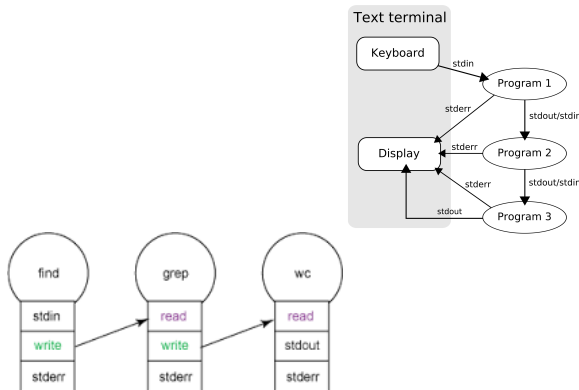 Text terminal
Keyboard
stdin
Program 1
stderr
stdout/stdin
Display
stderr
Program 2
stderr
stdout/stdin
stdout
Program 3
find
grep
wc
stdin
read
read
write
write
stdout
stderr
stderr
stderr